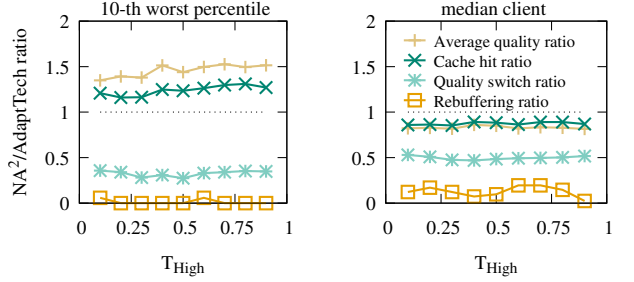 10-th worst percentile
median client
NA²/AdaptTech ratio
2
1.5
1
0.5
0
0
0.25
0.5
0.75
1
T_High
2
1.5
1
0.5
0
0
0.25
0.5
0.75
1
T_High
Average quality ratio
Cache hit ratio
Quality switch ratio
Rebuffering ratio